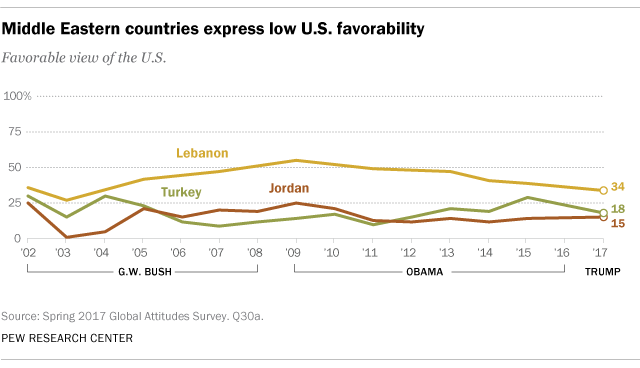 Middle Eastern countries express low U.S. favorability
Favorable view of the U.S.
100%
75
50
25
0
Lebanon
Turkey
Jordan
34
18
15
'02 '03 '04 '05 '06 '07 '08 '09 '10 '11 '12 '13 '14 '15 '16 '17
G.W. BUSH OBAMA TRUMP
Source: Spring 2017 Global Attitudes Survey. Q30a.
PEW RESEARCH CENTER